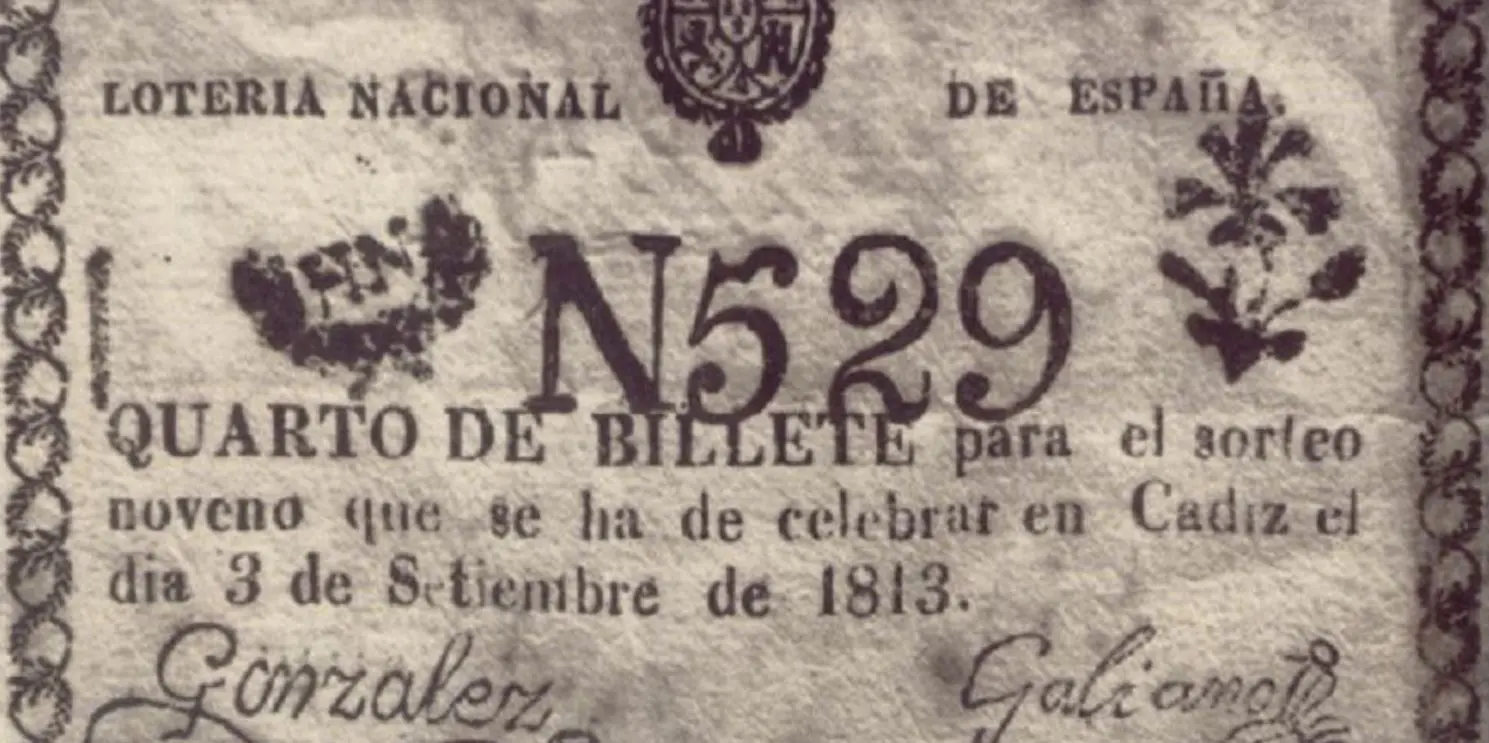 LOTERIA NACIONAL DE ESPAÑA.
N529
QUARTO DE BILLETE para el sorteo
noveno que se ha de celebrar en Cadiz el
dia 3 de Setiembre de 1813.
Gonzalez Galiano